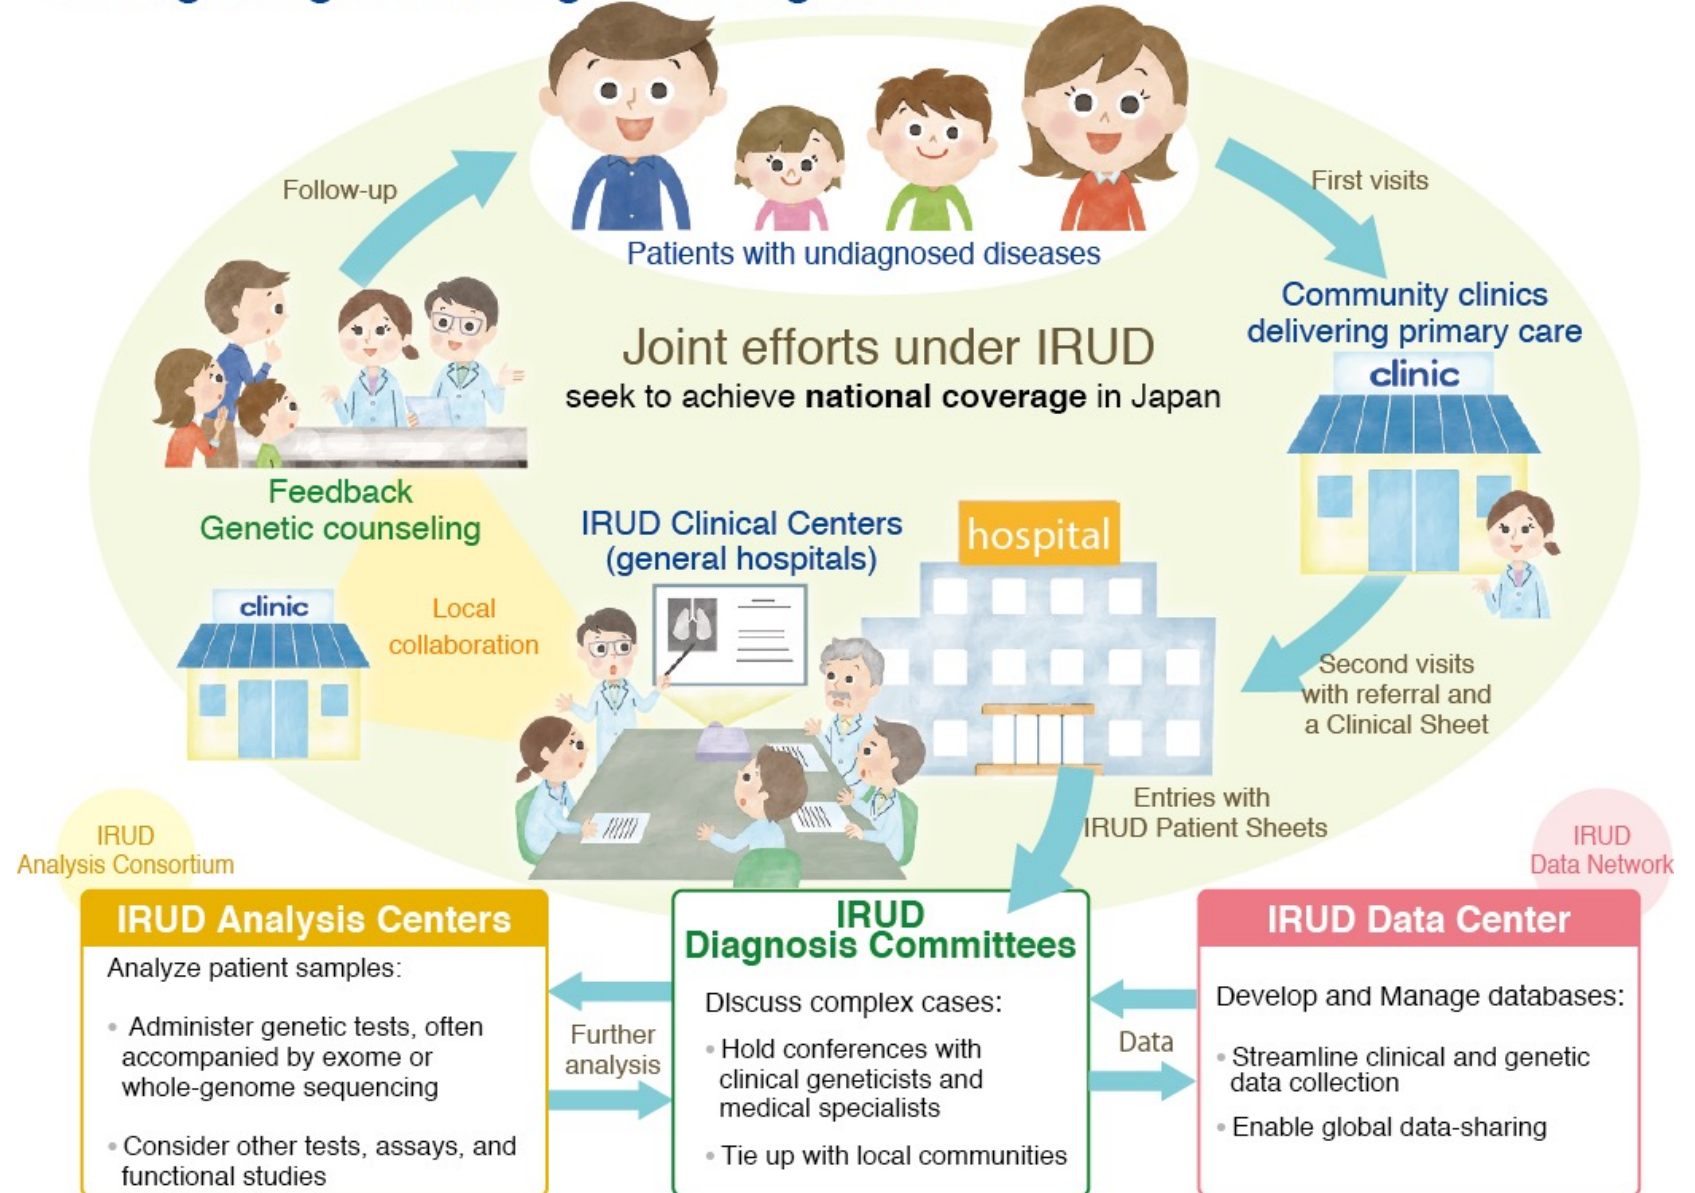 Patients with undiagnosed diseases
Follow-up
First visits
Joint efforts under IRUD
seek to achieve national coverage in Japan
Community clinics
delivering primary care
clinic
Feedback
Genetic counseling
IRUD Clinical Centers
(general hospitals)
hospital
clinic
Local
collaboration
Second visits
with referral and
a Clinical Sheet
Entries with
IRUD Patient Sheets
IRUD
Analysis Consortium
IRUD
Data Network
IRUD Analysis Centers
Analyze patient samples:
• Administer genetic tests, often
accompanied by exome or
whole-genome sequencing
• Consider other tests, assays, and
functional studies
Further
analysis
IRUD
Diagnosis Committees
DIscuss complex cases:
• Hold conferences with
clinical geneticists and
medical specialists
• Tie up with local communities
Data
IRUD Data Center
Develop and Manage databases:
• Streamline clinical and genetic
data collection
• Enable global data-sharing